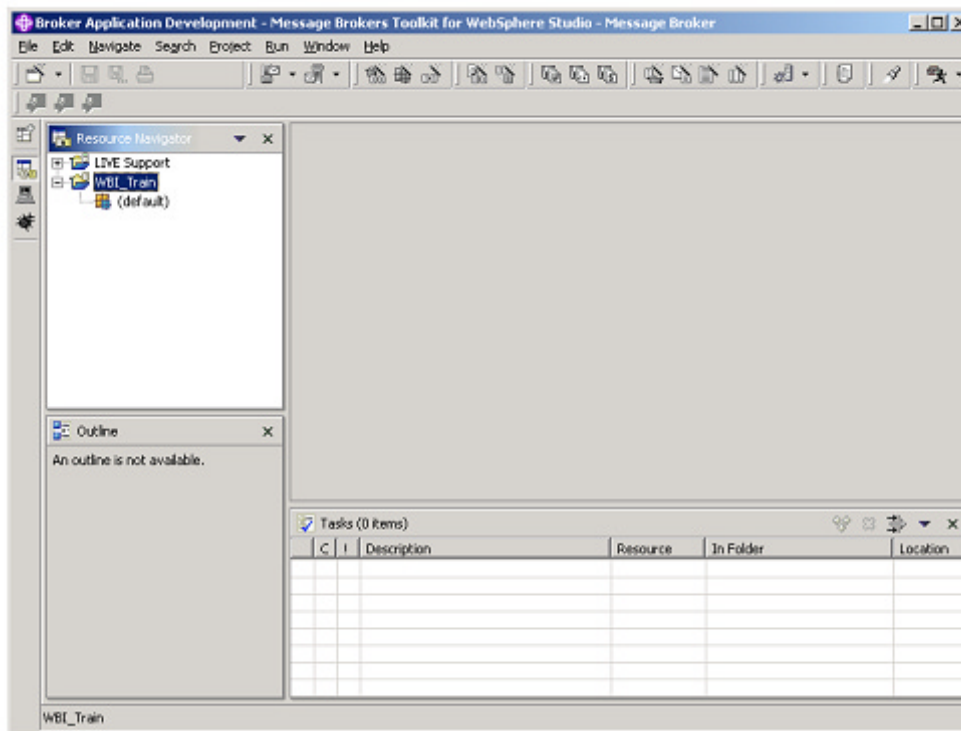 Broker Application Development - Message Brokers Toolkit for WebSphere Studio - Message Broker
File Edit Navigate Search Project Run Window Help
Resource Navigator
LIVE Support
WBI_Train
(default)
Outline
An outline is not available.
Tasks (0 items)
C ! Description Resource In Folder Location
WBI_Train